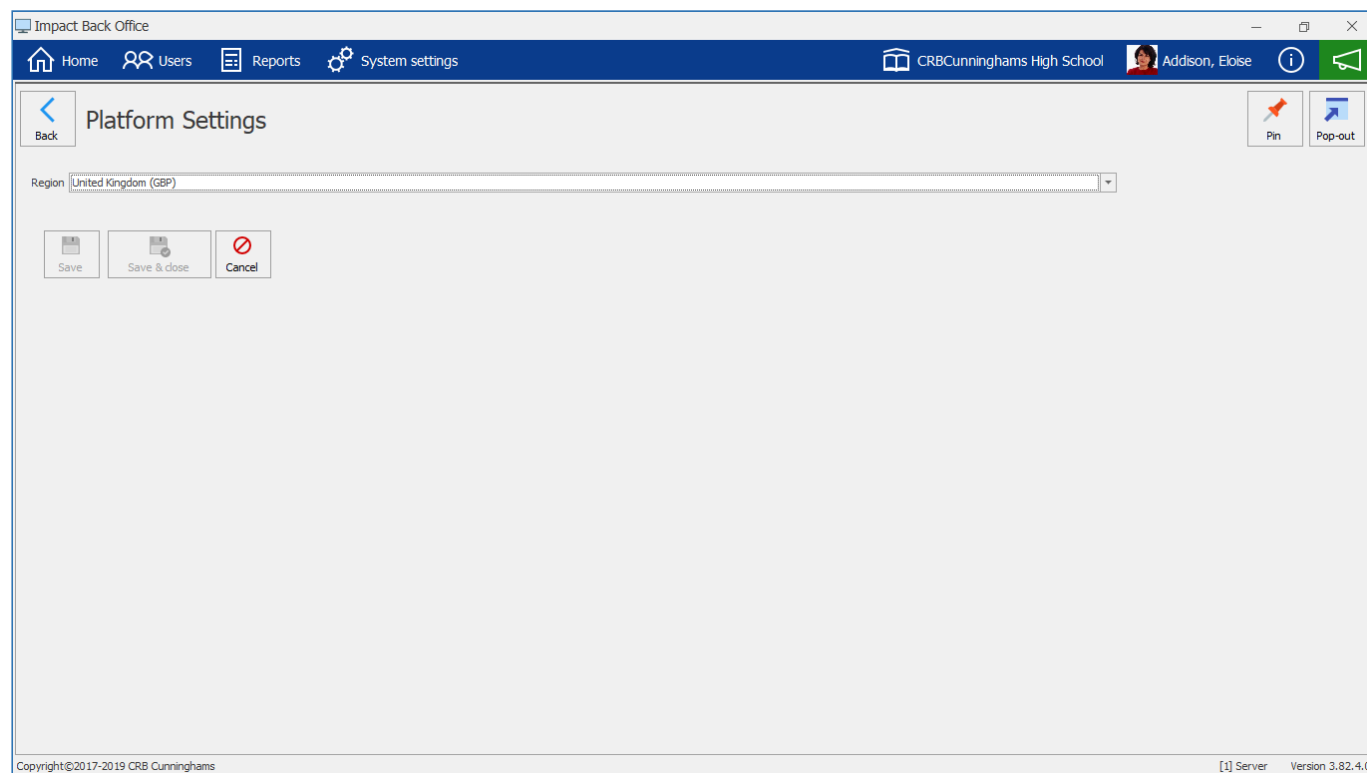 Impact Back Office
Home Users Reports System settings CRBCunninghams High School Addison, Eloise
Back Platform Settings Pin Pop-out
Region United Kingdom (GBP)
Save Save & close Cancel
Copyright©2017-2019 CRB Cunninghams [1] Server Version 3.82.4.0